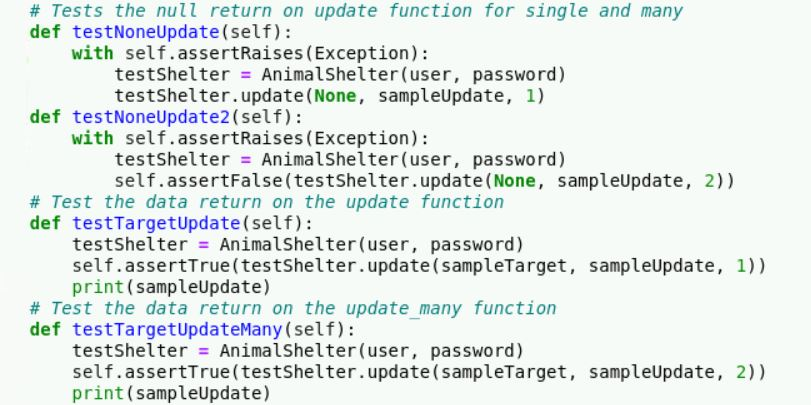 # Tests the null return on update function for single and many
def testNoneUpdate(self):
    with self.assertRaises(Exception):
        testShelter = AnimalShelter(user, password)
        testShelter.update(None, sampleUpdate, 1)
def testNoneUpdate2(self):
    with self.assertRaises(Exception):
        testShelter = AnimalShelter(user, password)
        self.assertFalse(testShelter.update(None, sampleUpdate, 2))
# Test the data return on the update function
def testTargetUpdate(self):
    testShelter = AnimalShelter(user, password)
    self.assertTrue(testShelter.update(sampleTarget, sampleUpdate, 1))
    print(sampleUpdate)
# Test the data return on the update_many function
def testTargetUpdateMany(self):
    testShelter = AnimalShelter(user, password)
    self.assertTrue(testShelter.update(sampleTarget, sampleUpdate, 2))
    print(sampleUpdate)